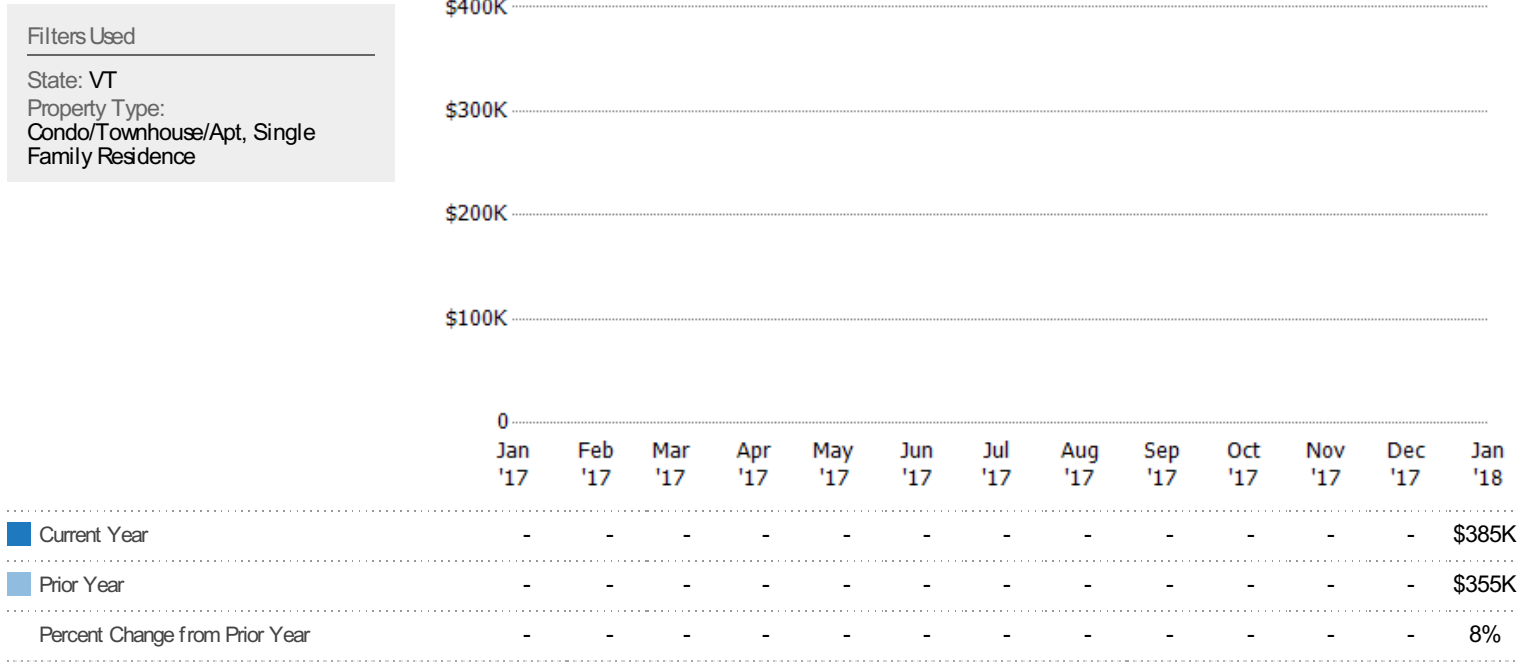 Filters Used
State: VT
Property Type:
Condo/Townhouse/Apt, Single
Family Residence
$400K
$300K
$200K
$100K
0
Jan Feb Mar Apr May Jun Jul Aug Sep Oct Nov Dec Jan
'17 '17 '17 '17 '17 '17 '17 '17 '17 '17 '17 '17 '18
Current Year - - - - - - - - - - - - $385K
Prior Year - - - - - - - - - - - - $355K
Percent Change from Prior Year - - - - - - - - - - - - 8%